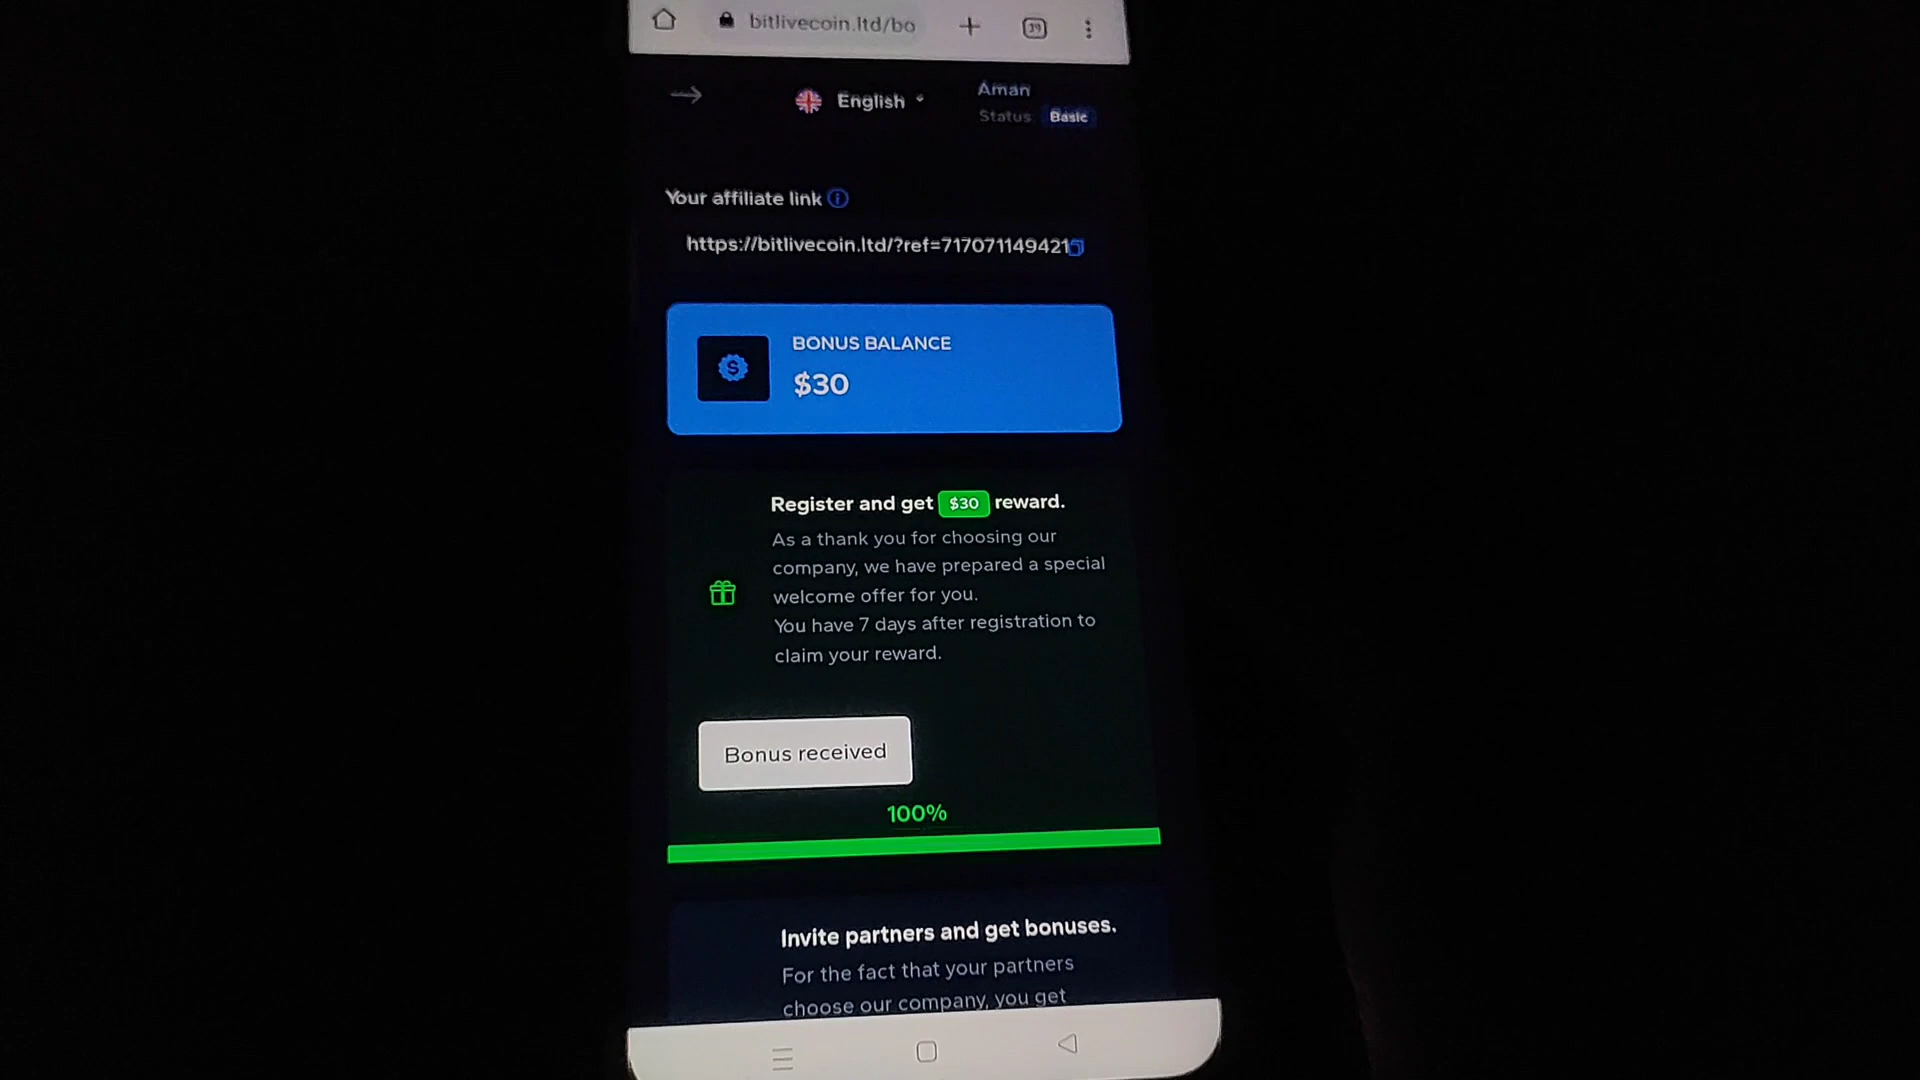 bitlivecoin.ltd/bo
19
English
Aman
Status Basic
Your affiliate link
https://bitlivecoin.ltd/?ref=717071149421
BONUS BALANCE
$30
Register and get $30 reward.
As a thank you for choosing our
company, we have prepared a special
welcome offer for you.
You have 7 days after registration to
claim your reward.
Bonus received
100%
Invite partners and get bonuses.
For the fact that your partners
choose our company, you get